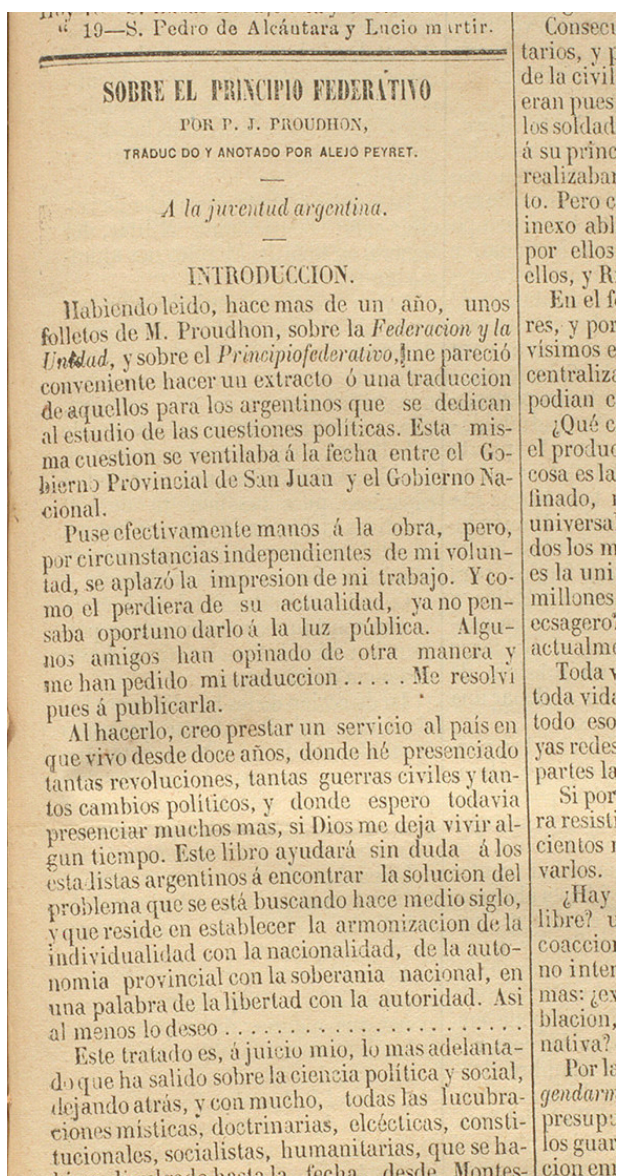 " 19—S. Pedro de Alcántara y Lucio martir.
SOBRE EL PRINCIPIO FEDERATIVO
POR P. J. PROUDHON,
TRADUC DO Y ANOTADO POR ALEJO PEYRET.
A la juventud argentina.
INTRODUCCION.
Habiendo leido, hace mas de un año, unos
folletos de M. Proudhon, sobre la Federacion y la
Unidad, y sobre el Principio federativo, me pareció
conveniente hacer un extracto ó una traduccion
de aquellos para los argentinos que se dedican
al estudio de las cuestiones políticas. Esta mis-
ma cuestion se ventilaba á la fecha entre el Go-
bierno Provincial de San Juan y el Gobierno Na-
cional.
Puse efectivamente manos á la obra, pero,
por circunstancias independientes de mi volun-
tad, se aplazó la impresion de mi trabajo. Y co-
mo el perdiera de su actualidad, ya no pen-
saba oportuno darlo á la luz pública. Algu-
nos amigos han opinado de otra manera y
me han pedido mi traduccion . . . . . Me resolví
pues á publicarla.
Al hacerlo, creo prestar un servicio al país en
que vivo desde doce años, donde hé presenciado
tantas revoluciones, tantas guerras civiles y tan-
tos cambios politicos, y donde espero todavia
presenciar muchos mas, si Dios me deja vivir al-
gun tiempo. Este libro ayudará sin duda á los
estadistas argentinos á encontrar la solucion del
problema que se está buscando hace medio siglo,
y que reside en establecer la armonizacion de la
individualidad con la nacionalidad, de la auto-
nomia provincial con la soberania nacional, en
una palabra de la libertad con la autoridad. Asi
al menos lo deseo . . . . . . . . . . . . . . . . . . .
Este tratado es, á juicio mio, lo mas adelanta-
do que ha salido sobre la ciencia política y social,
dejando atrás, y con mucho, todas las lucubra-
ciones misticas, doctrinarias, elcécticas, consti-
tucionales, socialistas, humanitarias, que se ha-
hasta la fecha desde Montes-
Consecu
tarios, y p
de la civil
eran pues
los soldad
á su princ
realizaban
to. Pero c
inexo abl
por ellos
ellos, y R
En el f
res, y por
vísimos e
centraliza
podian c
¿Qué c
el produc
cosa es la
finado, 
universa
dos los m
es la uni
millones
ecsagero
actualme
Toda v
toda vida
todo eso
yas redes
partes la
Si por
ra resisti
cientos
varlos.
¿Hay
libre? u
coaccion
no inter
mas: ¿ex
blacion,
nativa?
Por la
gendarm
presupu
los guar
cion em